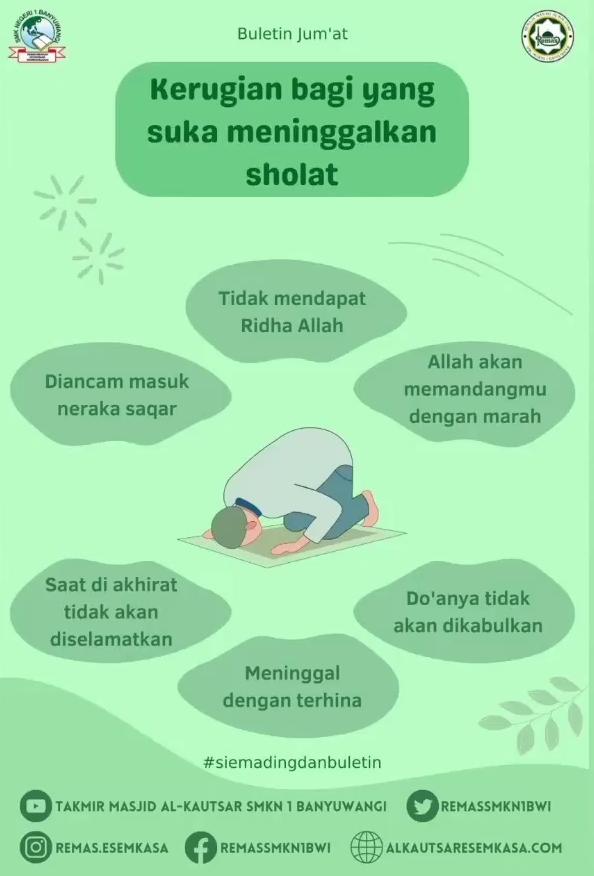 SMK NEGERI 1 BANYUWANGI
Buletin Jum'at
Remas
Kerugian bagi yang
suka meninggalkan
sholat
Tidak mendapat
Ridha Allah
Diancam masuk
neraka saqar
Allah akan
memandangmu
dengan marah
Saat di akhirat
tidak akan
diselamatkan
Do'anya tidak
akan dikabulkan
Meninggal
dengan terhina
#siemadingdanbuletin
TAKMIR MASJID AL-KAUTSAR SMKN 1 BANYUWANGI
REMASSMKN1BWI
REMAS.ESEMKASA
REMASSMKN1BWI
ALKAUTSARESEMKASA.COM